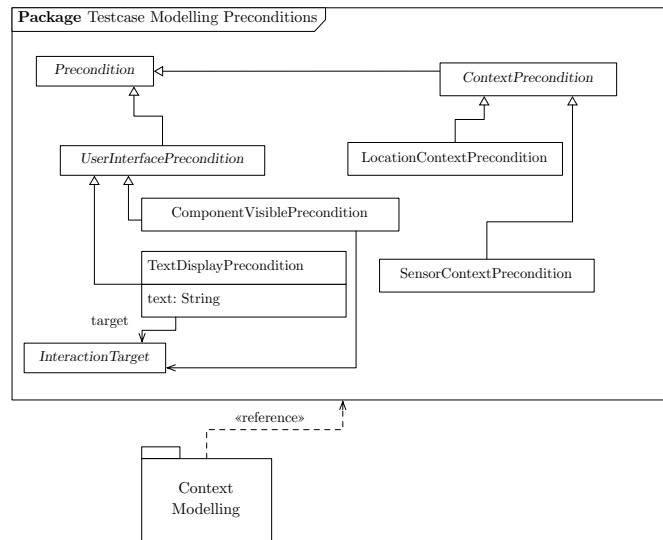 Package Testcase Modelling Preconditions
Precondition
ContextPrecondition
UserInterfacePrecondition
LocationContextPrecondition
ComponentVisiblePrecondition
TextDisplayPrecondition
SensorContextPrecondition
text: String
target
InteractionTarget
«reference»
Context
Modelling